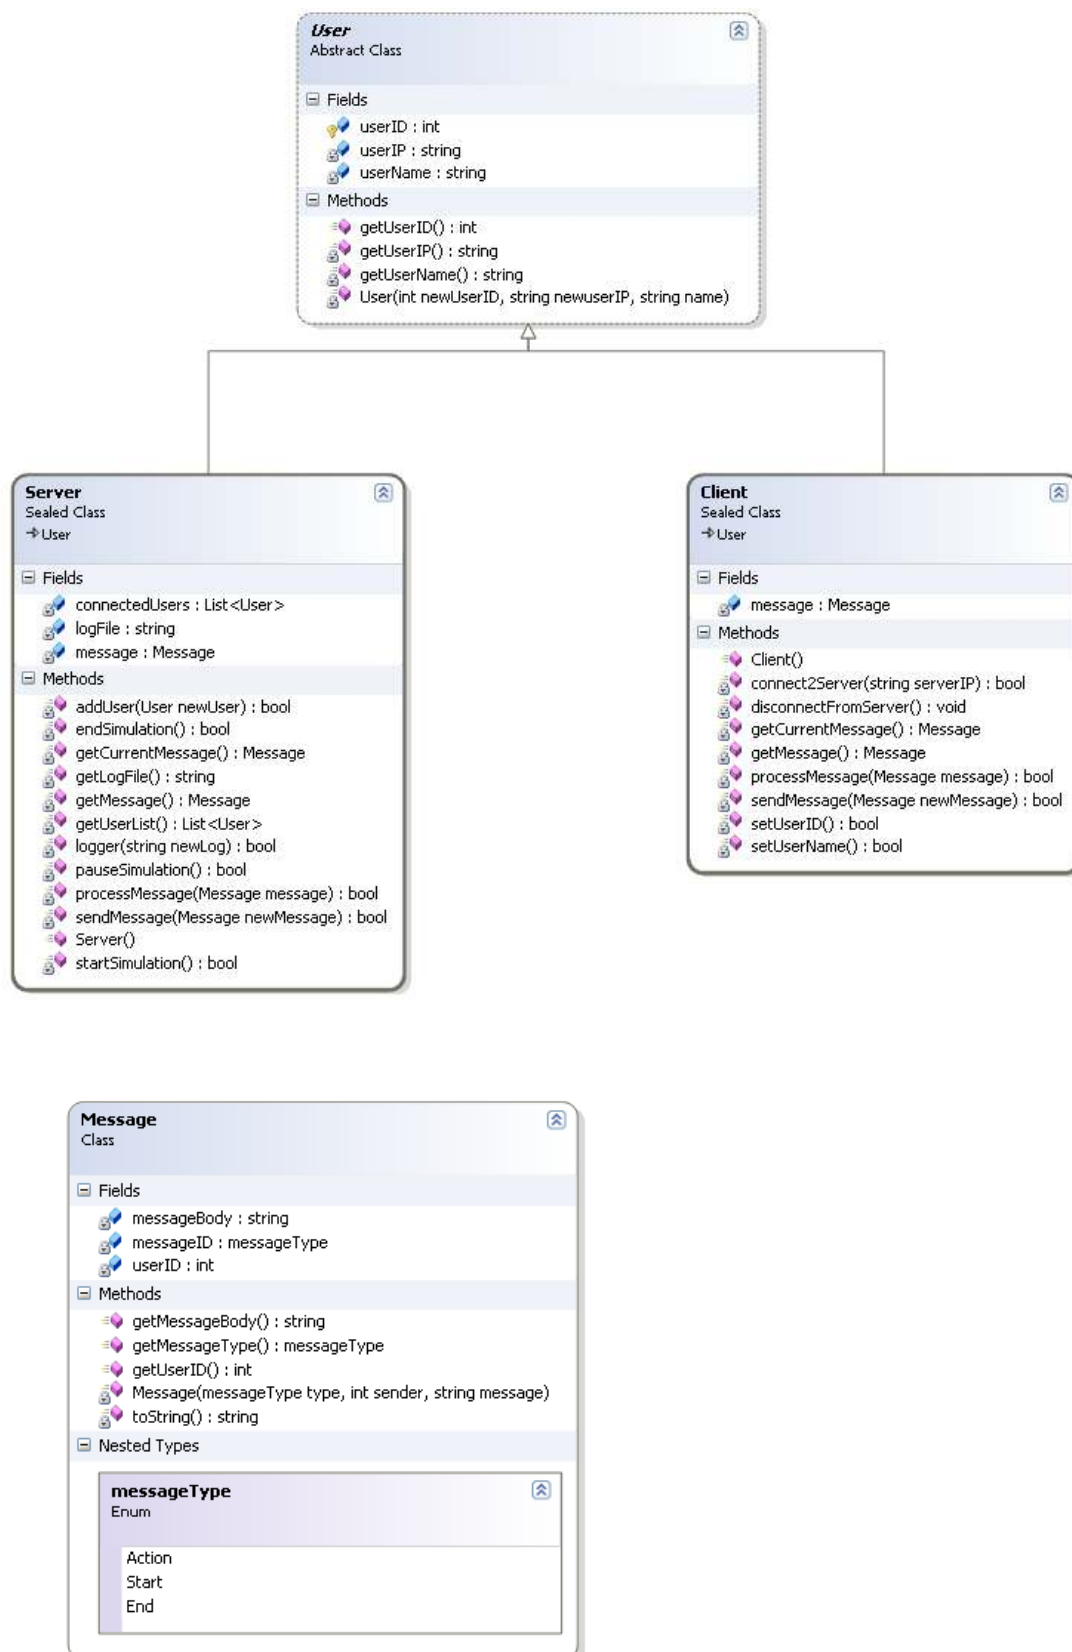 User
Abstract Class
Fields
userID : int
userIP : string
userName : string
Methods
getUserID() : int
getUserIP() : string
getUserName() : string
User(int newUserID, string newuserIP, string name)
Server
Sealed Class
User
Fields
connectedUsers : List<User>
logFile : string
message : Message
Methods
addUser(User newUser) : bool
endSimulation() : bool
getCurrentMessage() : Message
getLogFile() : string
getMessage() : Message
getUserList() : List<User>
logger(string newLog) : bool
pauseSimulation() : bool
processMessage(Message message) : bool
sendMessage(Message newMessage) : bool
Server()
startSimulation() : bool
Client
Sealed Class
User
Fields
message : Message
Methods
Client()
connect2Server(string serverIP) : bool
disconnectFromServer() : void
getCurrentMessage() : Message
getMessage() : Message
processMessage(Message message) : bool
sendMessage(Message newMessage) : bool
setUserID() : bool
setUserName() : bool
Message
Class
Fields
messageBody : string
messageID : messageType
userID : int
Methods
getMessageBody() : string
getMessageType() : messageType
getUserID() : int
Message(messageType type, int sender, string message)
toString() : string
Nested Types
messageType
Enum
Action
Start
End